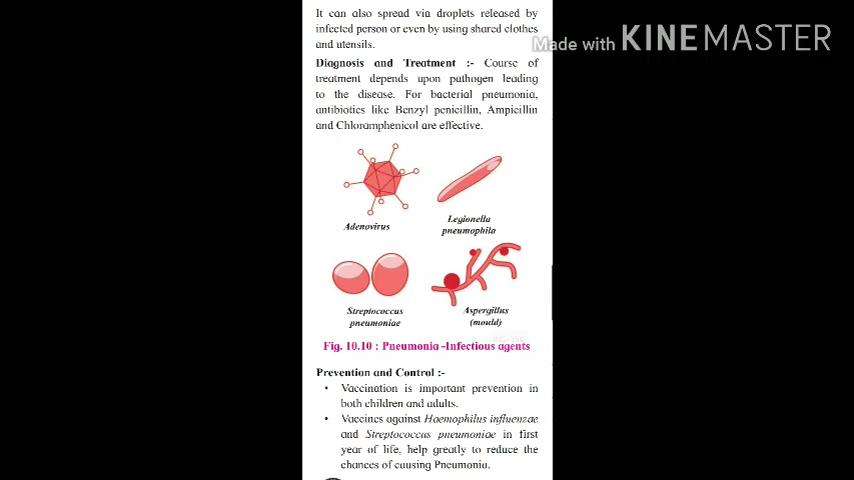 It can also spread via droplets released by
infected person or even by using shared clothes
and utensils.
Made with KINEMASTER
Diagnosis and Treatment :- Course of
treatment depends upon pathogen leading
to the disease. For bacterial pneumonia,
antibiotics like Benzyl penicillin, Ampicillin
and Chloramphenicol are effective.
Adenovirus
Legionella
pneumophila
Streptococcus
pneumoniae
Aspergillus
(mould)
Fig. 10.10 : Pneumonia -Infectious agents
Prevention and Control :-
• Vaccination is important prevention in
both children and adults.
• Vaccines against Haemophilus influenzae
and Streptococcus pneumoniae in first
year of life, help greatly to reduce the
chances of causing Pneumonia.